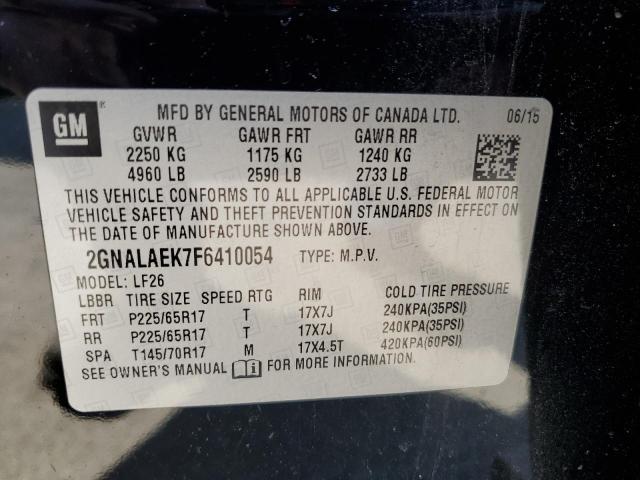 GM ® MFD BY GENERAL MOTORS OF CANADA LTD. 06/15
GVWR GAWR FRT GAWR RR
2250 KG 1175 KG 1240 KG
4960 LB 2590 LB 2733 LB
THIS VEHICLE CONFORMS TO ALL APPLICABLE U.S. FEDERAL MOTOR
VEHICLE SAFETY AND THEFT PREVENTION STANDARDS IN EFFECT ON
THE DATE OF MANUFACTURE SHOWN ABOVE.
2GNALAEK7F6410054 TYPE: M.P.V.
MODEL: LF26
LBBR TIRE SIZE SPEED RTG RIM COLD TIRE PRESSURE
FRT P225/65R17 T 17X7J 240KPA(35PSI)
RR P225/65R17 T 17X7J 240KPA(35PSI)
SPA T145/70R17 M 17X4.5T 420KPA(60PSI)
SEE OWNER'S MANUAL FOR MORE INFORMATION.